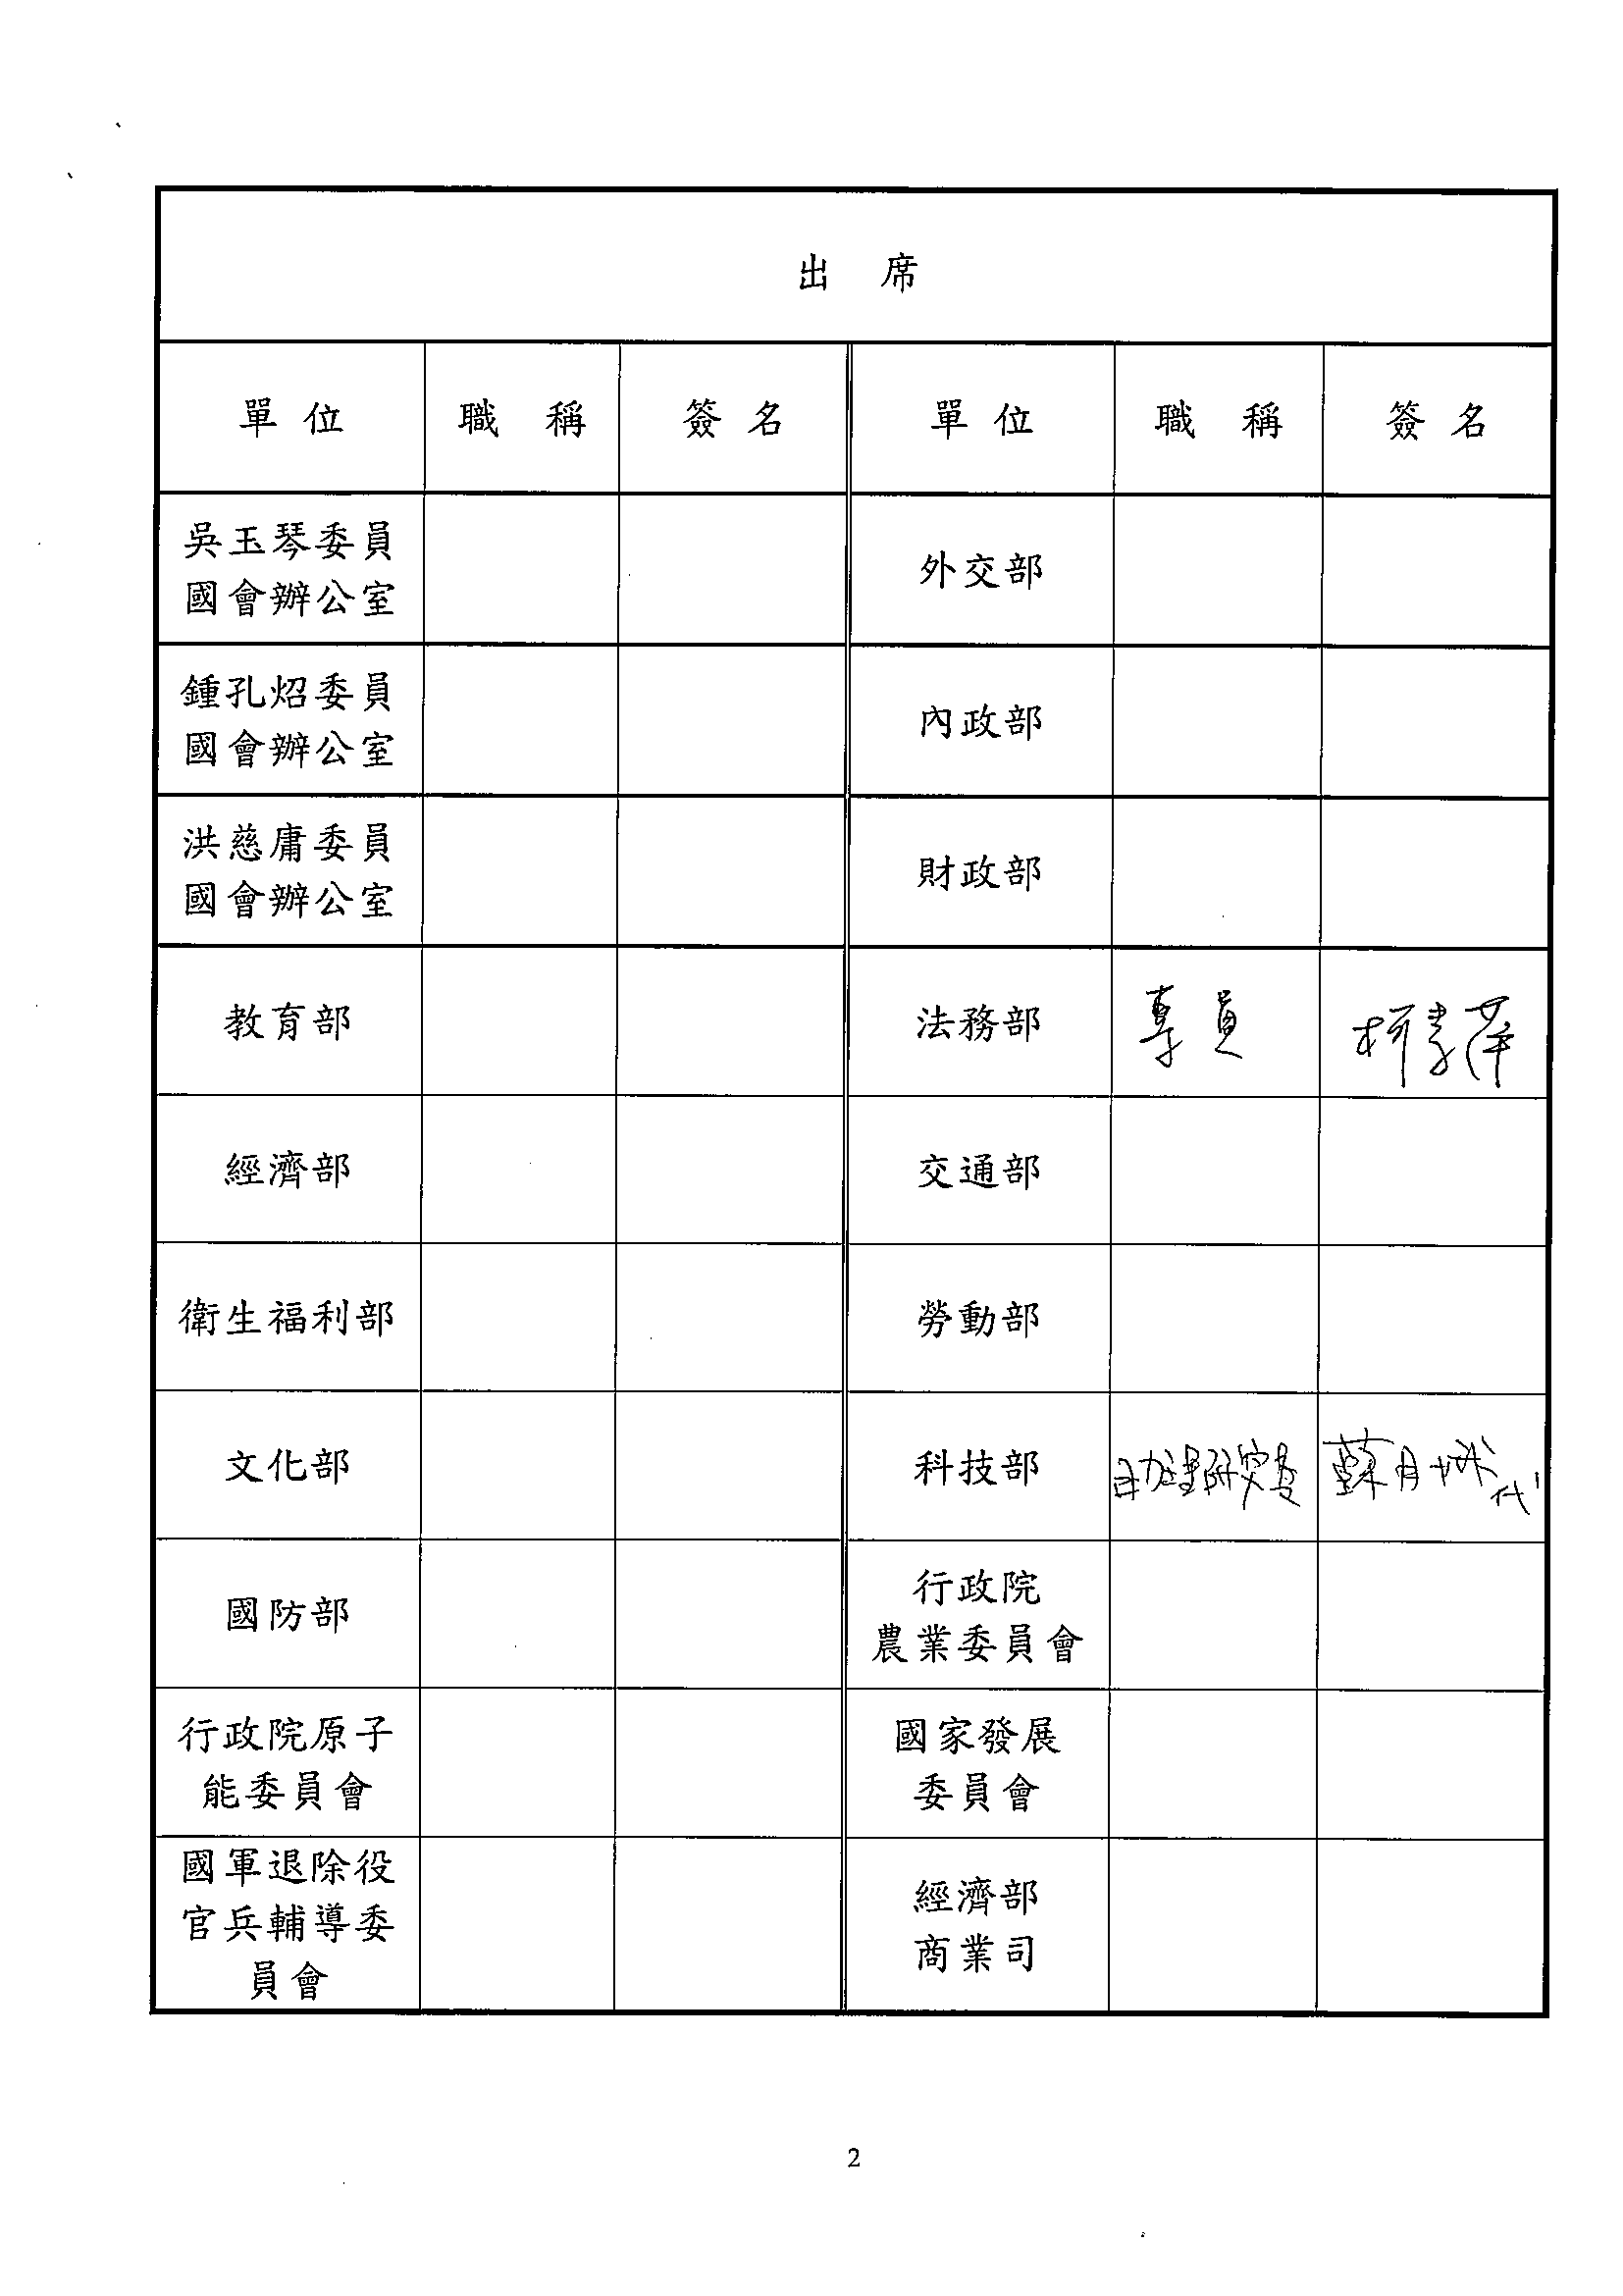 出 席
單位 職稱 簽名 單位 職稱 簽名
吳玉琴委員
國會辦公室
外交部
鍾孔炤委員
國會辦公室
內政部
洪慈庸委員
國會辦公室
財政部
教育部
法務部 專員
經濟部
交通部
衛生福利部
勞動部
文化部
科技部 助理研究員 蘇月城代
國防部
行政院
農業委員會
行政院原子
能委員會
國家發展
委員會
國軍退除役
官兵輔導委
員會
經濟部
商業司
2